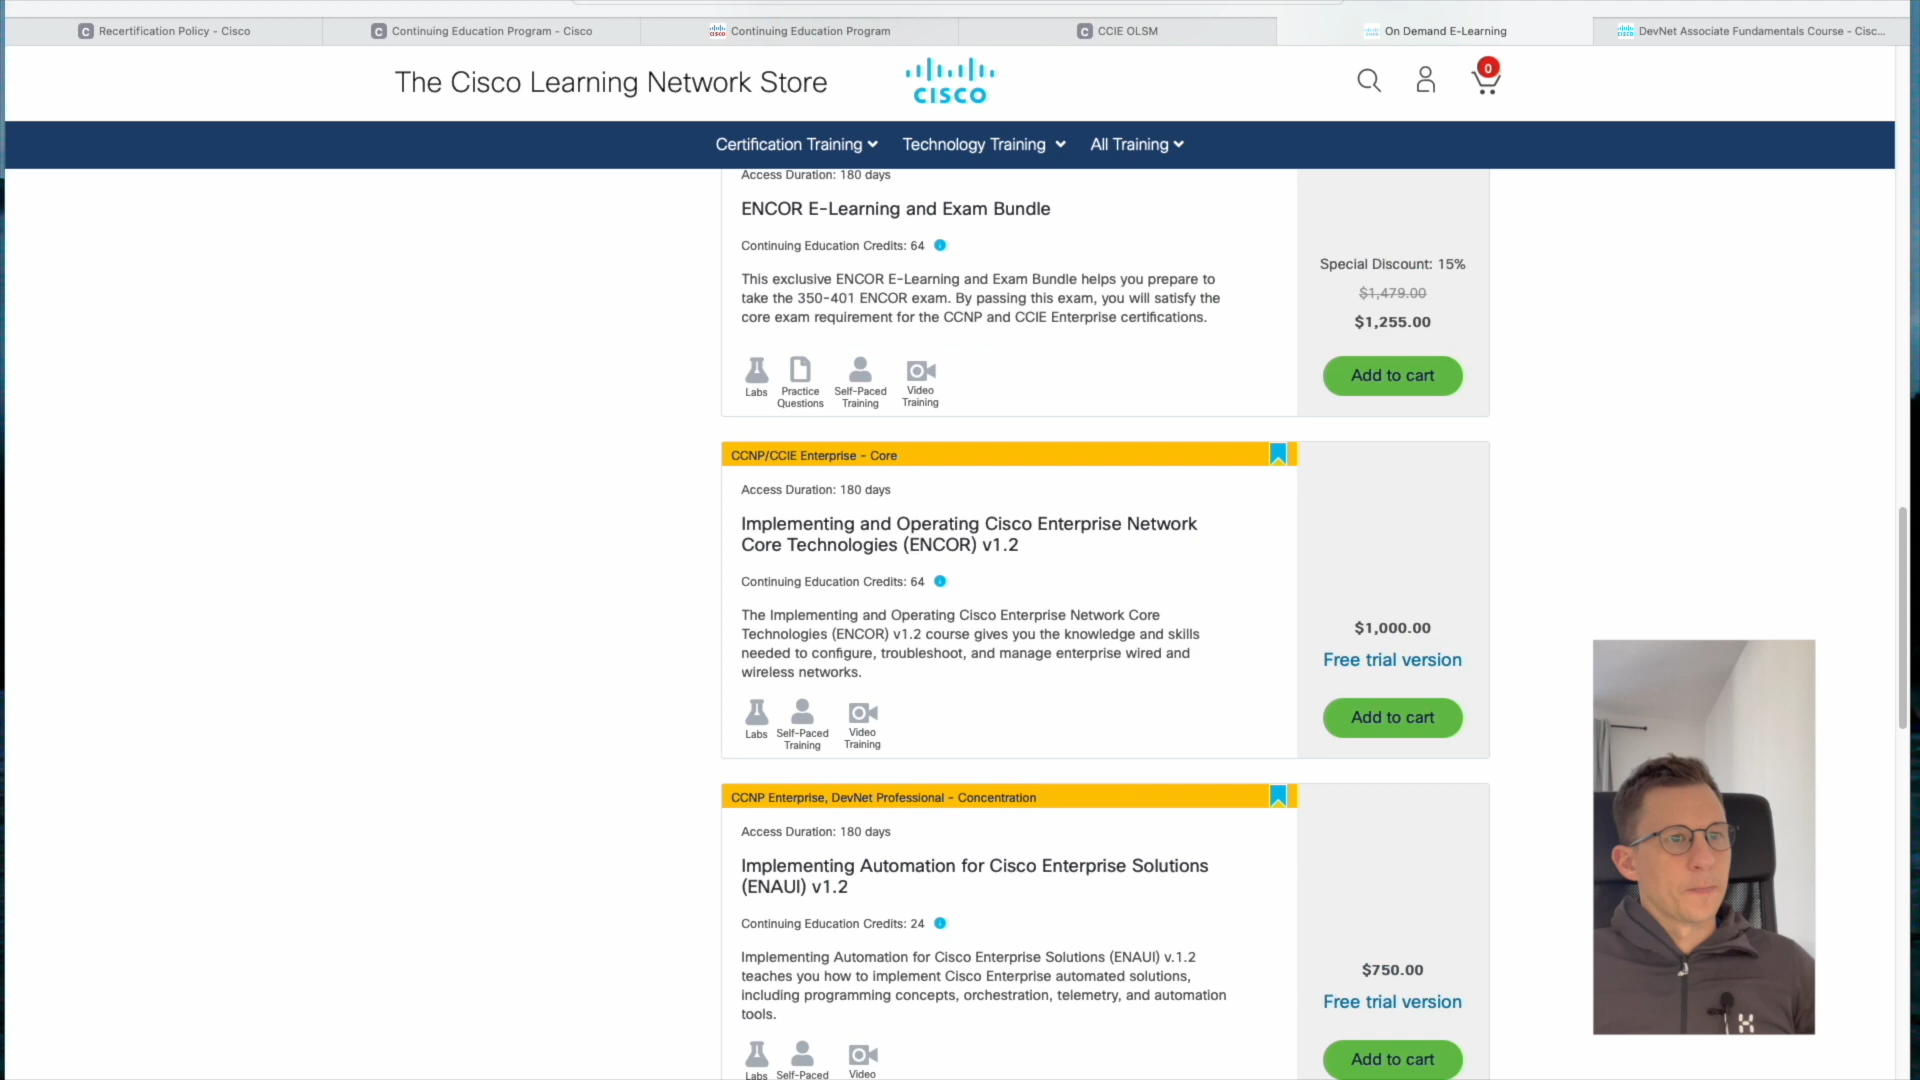 Recertification Policy - Cisco
Continuing Education Program - Cisco
Continuing Education Program
CCIE OLSM
On Demand E-Learning
DevNet Associate Fundamentals Course - Cisc...
The Cisco Learning Network Store
CISCO
0
Certification Training
Technology Training
All Training
Access Duration: 180 days
ENCOR E-Learning and Exam Bundle
Continuing Education Credits: 64
This exclusive ENCOR E-Learning and Exam Bundle helps you prepare to
take the 350-401 ENCOR exam. By passing this exam, you will satisfy the
core exam requirement for the CCNP and CCIE Enterprise certifications.
Labs
Practice
Questions
Self-Paced
Training
Video
Training
Special Discount: 15%
$1,479.00
$1,255.00
Add to cart
CCNP/CCIE Enterprise - Core
Access Duration: 180 days
Implementing and Operating Cisco Enterprise Network
Core Technologies (ENCOR) v1.2
Continuing Education Credits: 64
The Implementing and Operating Cisco Enterprise Network Core
Technologies (ENCOR) v1.2 course gives you the knowledge and skills
needed to configure, troubleshoot, and manage enterprise wired and
wireless networks.
Labs
Self-Paced
Training
Video
Training
$1,000.00
Free trial version
Add to cart
CCNP Enterprise, DevNet Professional - Concentration
Access Duration: 180 days
Implementing Automation for Cisco Enterprise Solutions
(ENAUI) v1.2
Continuing Education Credits: 24
Implementing Automation for Cisco Enterprise Solutions (ENAUI) v.1.2
teaches you how to implement Cisco Enterprise automated solutions,
including programming concepts, orchestration, telemetry, and automation
tools.
Labs
Self-Paced
Video
$750.00
Free trial version
Add to cart